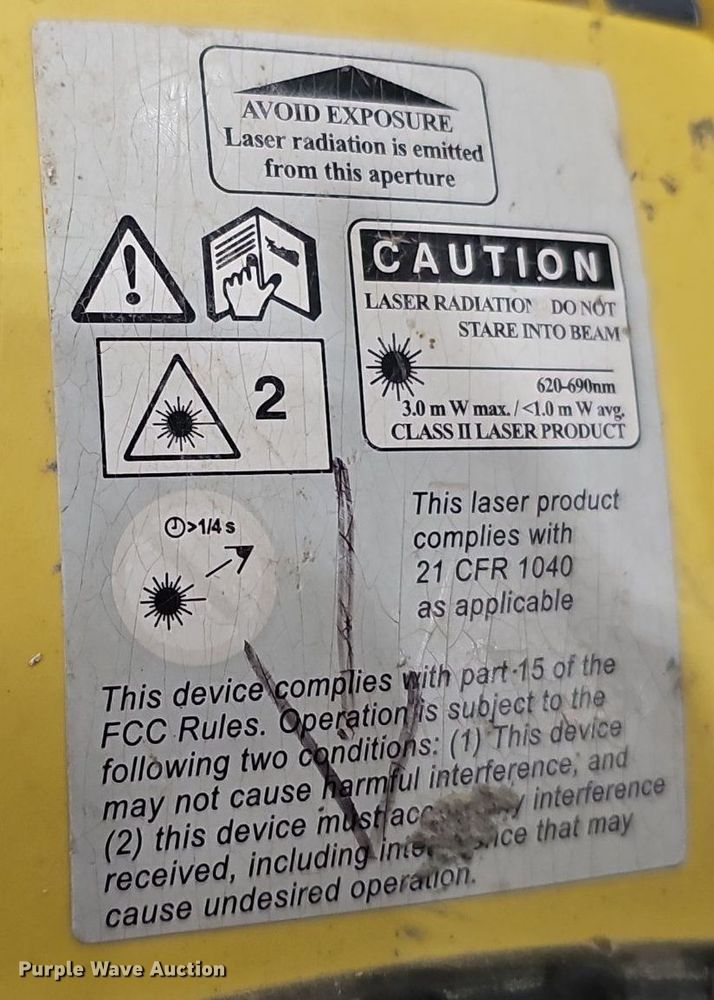 AVOID EXPOSURE
Laser radiation is emitted
from this aperture
CAUTION
LASER RADIATION DO NOT
STARE INTO BEAM
620-690nm
3.0 mW max. / <1.0 mW avg.
CLASS II LASER PRODUCT
2
>1/4 s
This laser product
complies with
21 CFR 1040
as applicable
This device complies with part-15 of the
FCC Rules. Operation is subject to the
following two conditions: (1) This device
may not cause harmful interference, and
(2) this device must interference
received, including that may
cause undesired operation.
Purple Wave Auction